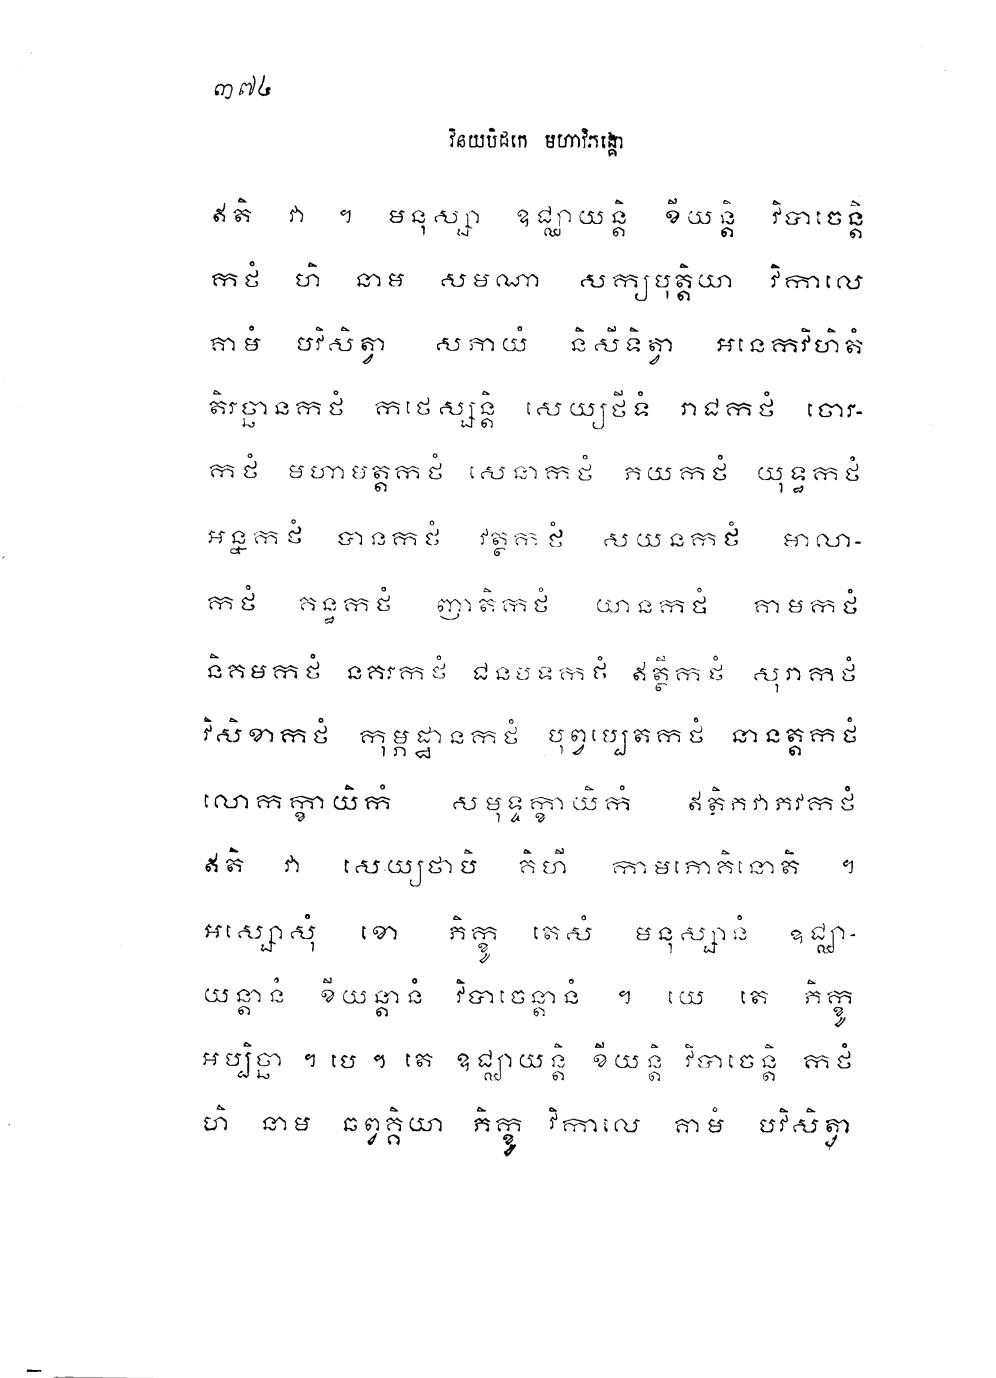 ៣៧៤
វិនយបិដកេ មហាវិភង្គោ
ឥតិ វា ។ មនុស្សា ឧជ្ឈាយន្តិ ខីយន្តិ វិបាចេន្តិ
កថំ ហិ នាម សមណា សក្យបុត្តិយា វិកាលេ
គាមំ បវិសិត្វា សភាយំ និសីទិត្វា អនេកវិហិតំ
តិរច្ឆានកថំ កថេស្សន្តិ សេយ្យថីទំ រាជកថំ ចោរ-
កថំ មហាមត្តកថំ សេនាកថំ ភយកថំ យុទ្ធកថំ
អន្នកថំ បានកថំ វត្ថកថំ សយនកថំ មាលា-
កថំ គន្ធកថំ ញាតិកថំ យានកថំ គាមកថំ
និគមកថំ នគរកថំ ជនបទកថំ ឥត្ថីកថំ សុរាកថំ
វិសិខាកថំ កុម្ភដ្ឋានកថំ បុព្វប្បេតកថំ នានត្តកថំ
លោកក្ខាយិកំ សមុទ្ទក្ខាយិកំ ឥតិភវាភវកថំ
ឥតិ វា សេយ្យថាបិ គិហី កាមភោគិនោតិ ។
អស្សោសុំ ខោ ភិក្ខូ តេសំ មនុស្សានំ ឧជ្ឈា-
យន្តានំ ខីយន្តានំ វិបាចេន្តានំ ។ យេ តេ ភិក្ខូ
អប្បិច្ឆា ។ បេ ។ តេ ឧជ្ឈាយន្តិ ខីយន្តិ វិបាចេន្តិ កថំ
ហិ នាម ឆព្វគ្គិយា ភិក្ខូ វិកាលេ គាមំ បវិសិត្វា